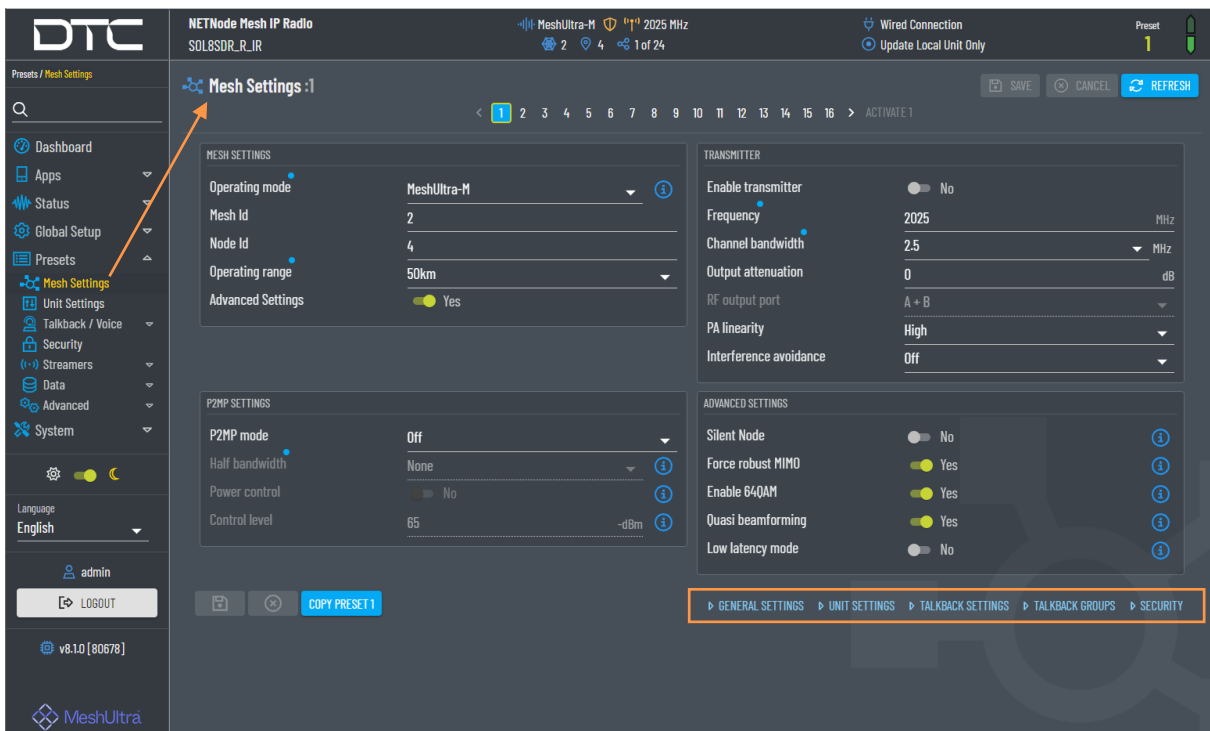 DTC
NETNode Mesh IP Radio
SOL8SDR_R_IR
MeshUltra-M 2025 MHz
2 4 1 of 24
Wired Connection
Update Local Unit Only
Preset
1
Presets / Mesh Settings
Dashboard
Apps
Status
Global Setup
Presets
Mesh Settings
Unit Settings
Talkback / Voice
Security
Streamers
Data
Advanced
System
Language
English
admin
LOGOUT
v8.1.0 [80678]
MeshUltra
Mesh Settings :1
SAVE CANCEL REFRESH
< 1 2 3 4 5 6 7 8 9 10 11 12 13 14 15 16 > ACTIVATE 1
MESH SETTINGS
Operating mode MeshUltra-M
Mesh Id 2
Node Id 4
Operating range 50km
Advanced Settings Yes
TRANSMITTER
Enable transmitter No
Frequency 2025 MHz
Channel bandwidth 2.5 MHz
Output attenuation 0 dB
RF output port A + B
PA linearity High
Interference avoidance Off
P2MP SETTINGS
P2MP mode Off
Half bandwidth None
Power control No
Control level 65 -dBm
ADVANCED SETTINGS
Silent Node No
Force robust MIMO Yes
Enable 64QAM Yes
Quasi beamforming Yes
Low latency mode No
COPY PRESET 1
GENERAL SETTINGS UNIT SETTINGS TALKBACK SETTINGS TALKBACK GROUPS SECURITY